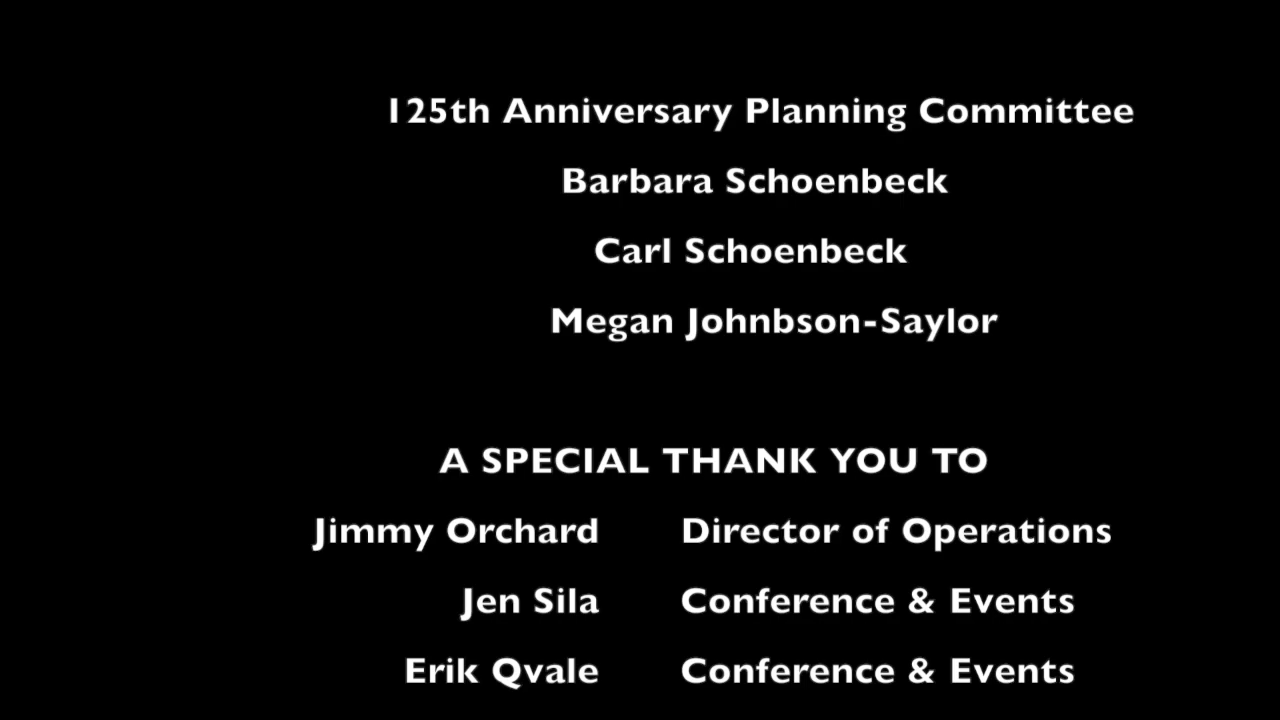 125th Anniversary Planning Committee
Barbara Schoenbeck
Carl Schoenbeck
Megan Johnbson-Saylor
A SPECIAL THANK YOU TO
Jimmy Orchard Director of Operations
Jen Sila Conference & Events
Erik Qvale Conference & Events